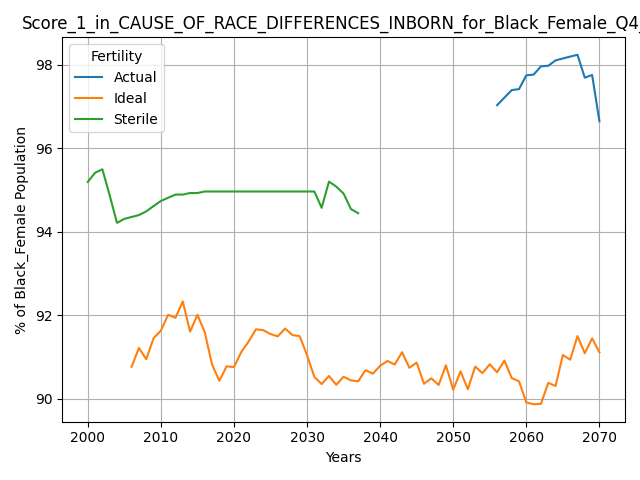 Score_1_in_CAUSE_OF_RACE_DIFFERENCES_INBORN_for_Black_Female_Q4_
Fertility
Actual
Ideal
Sterile
% of Black_Female Population
98
96
94
92
90
2000 2010 2020 2030 2040 2050 2060 2070
Years